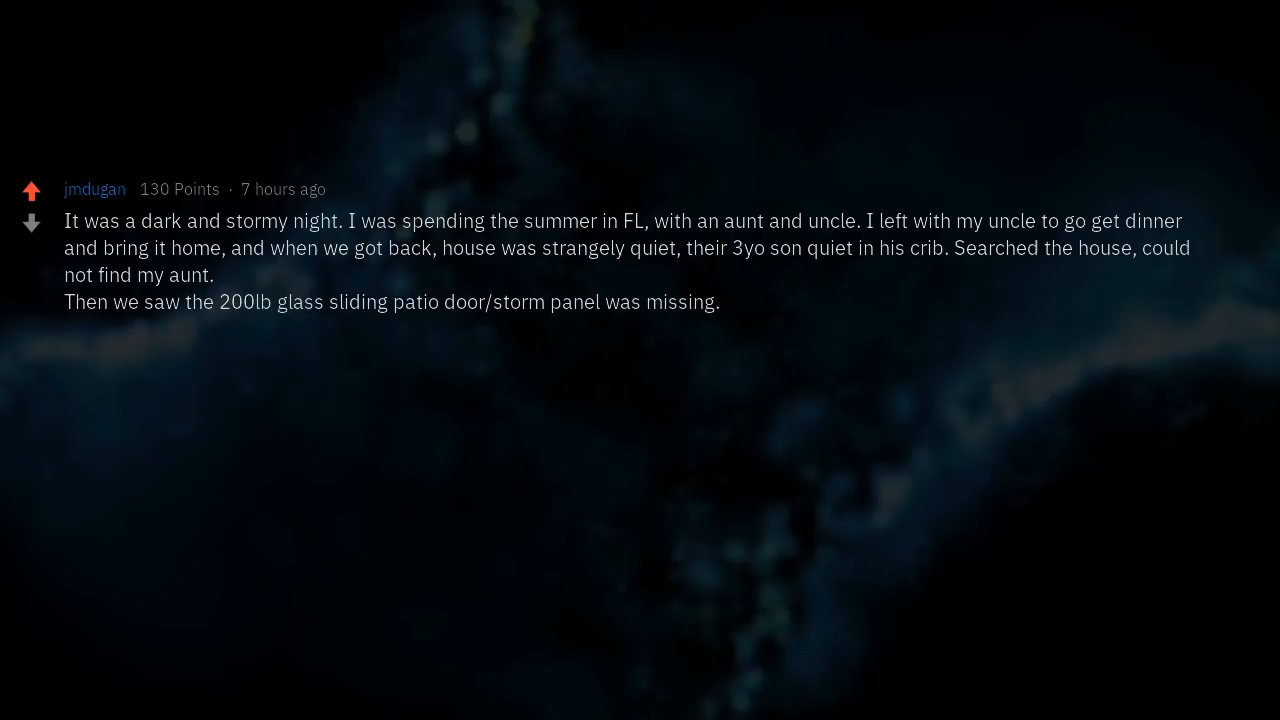 jmdugan 130 Points · 7 hours ago
It was a dark and stormy night. I was spending the summer in FL, with an aunt and uncle. I left with my uncle to go get dinner
and bring it home, and when we got back, house was strangely quiet, their 3yo son quiet in his crib. Searched the house, could
not find my aunt.
Then we saw the 200lb glass sliding patio door/storm panel was missing.